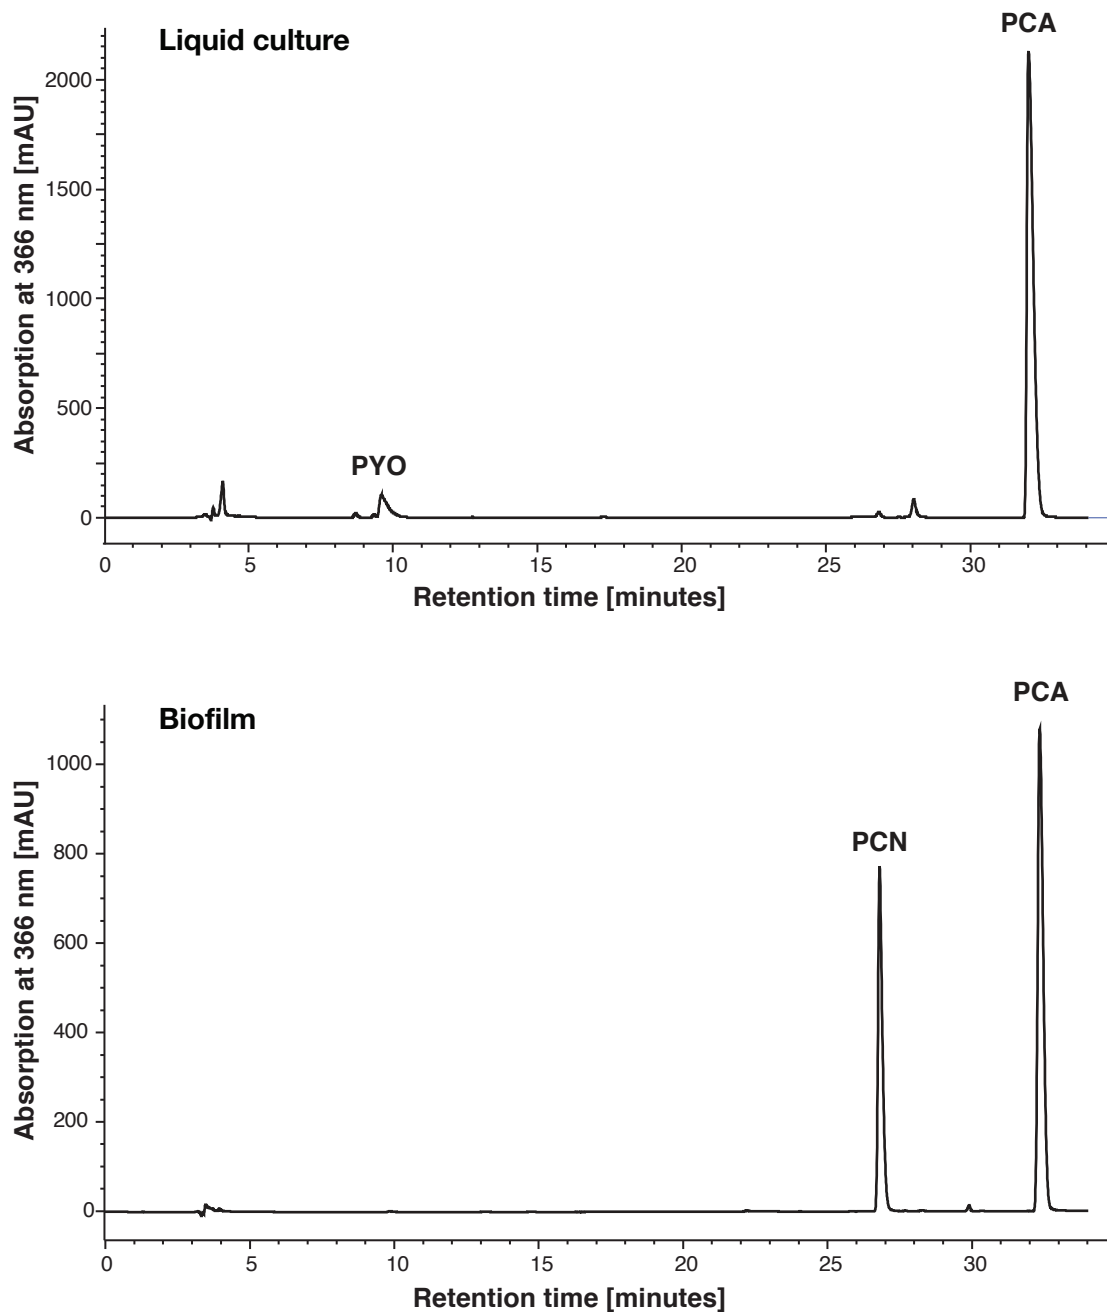 Liquid culture
PCA
Absorption at 366 nm [mAU]
2000
1500
1000
500
0
PYO
0 5 10 15 20 25 30
Retention time [minutes]
Biofilm
PCA
PCN
Absorption at 366 nm [mAU]
1000
800
600
400
200
0
0 5 10 15 20 25 30
Retention time [minutes]